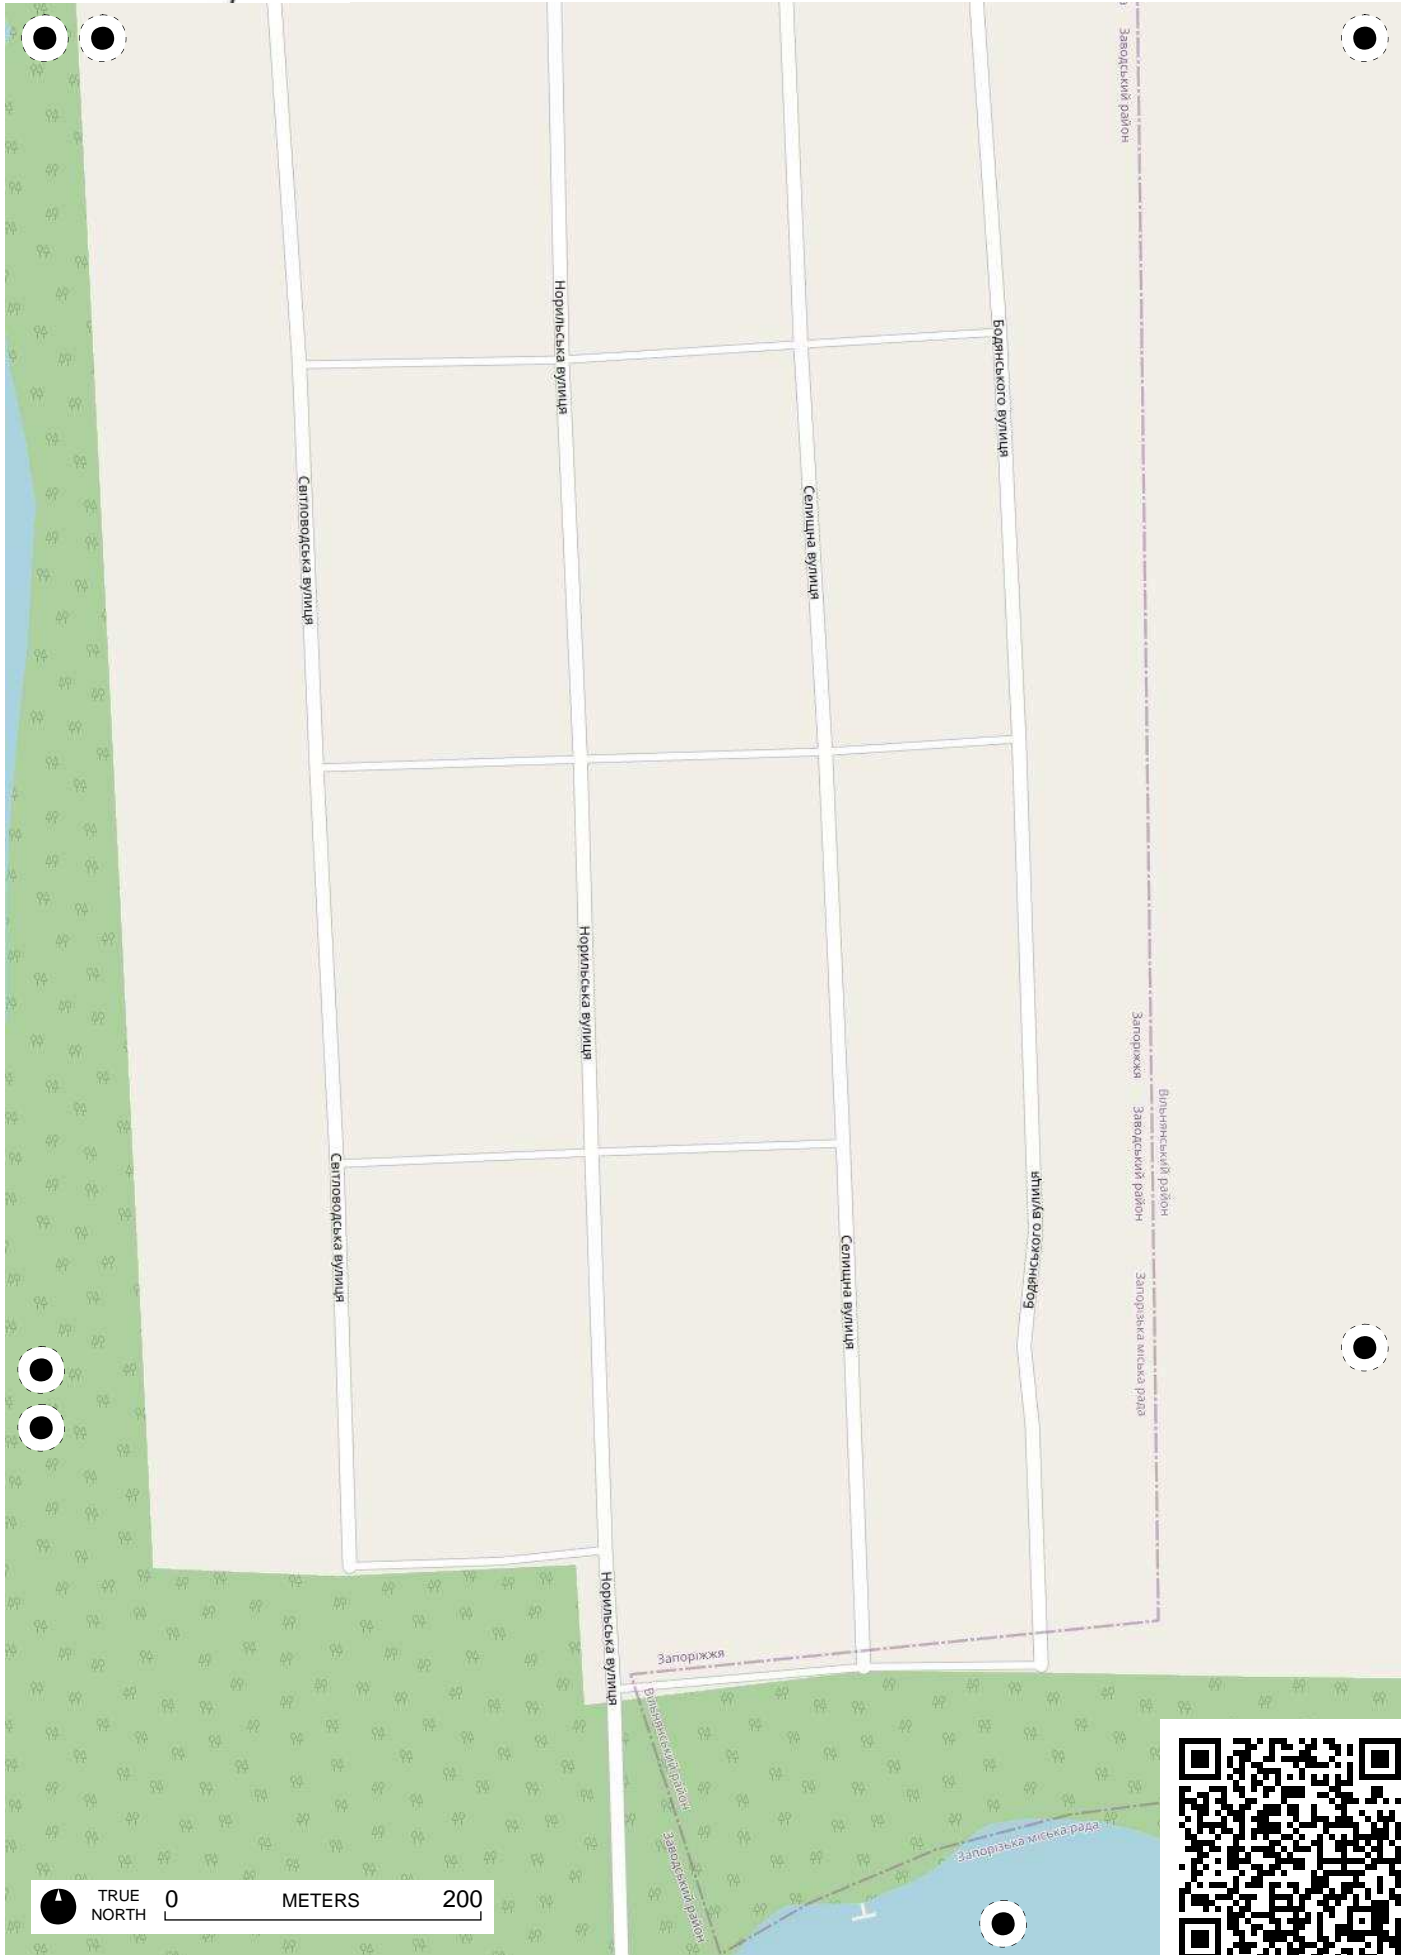 Заводський район
Норильська вулиця
Бодянського вулиця
Світловодська вулиця
Селищна вулиця
Норильська вулиця
Запоріжжя
Вільнянський район
Заводський район
Світловодська вулиця
Бодянського вулиця
Селищна вулиця
Запорізька міська рада
Норильська вулиця
Запоріжжя
Вільнянський район
Заводський район
Запорізька міська рада
TRUE NORTH
0 METERS 200